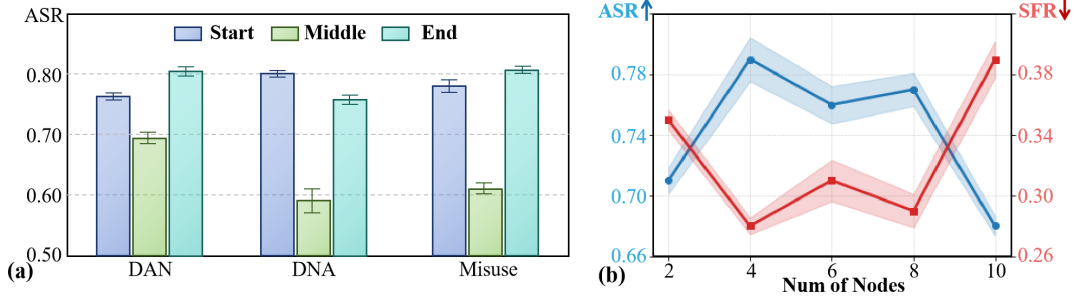 ASR
Start Middle End
0.80
0.70
0.60
0.50
DAN DNA Misuse
(a)
ASR↑ SFR↓
0.78 0.38
0.74 0.34
0.70 0.30
0.66 0.26
2 4 6 8 10
(b) Num of Nodes